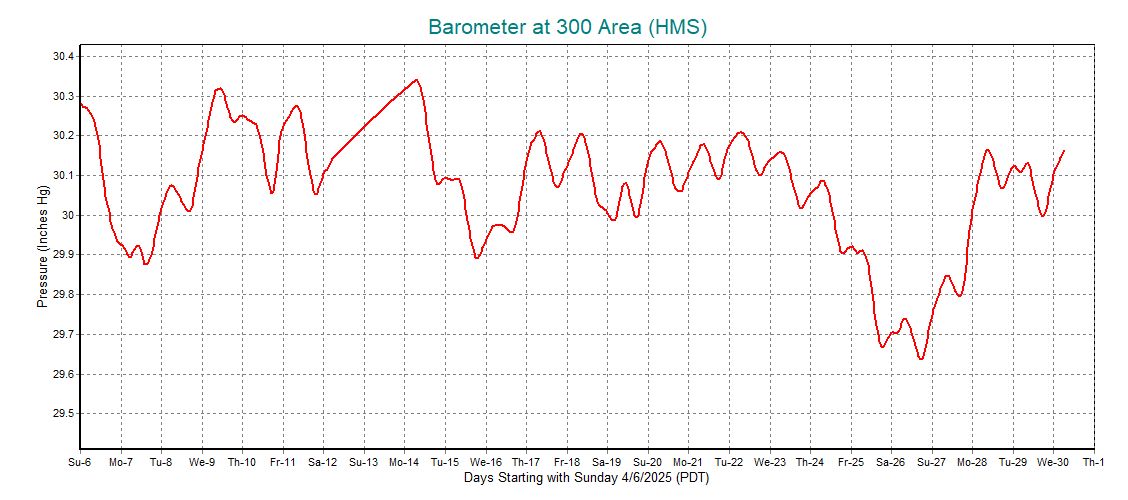 Barometer at 300 Area (HMS)
Pressure (Inches Hg)
30.4
30.3
30.2
30.1
30
29.9
29.8
29.7
29.6
29.5
Su-6 Mo-7 Tu-8 We-9 Th-10 Fr-11 Sa-12 Su-13 Mo-14 Tu-15 We-16 Th-17 Fr-18 Sa-19 Su-20 Mo-21 Tu-22 We-23 Th-24 Fr-25 Sa-26 Su-27 Mo-28 Tu-29 We-30 Th-1
Days Starting with Sunday 4/6/2025 (PDT)